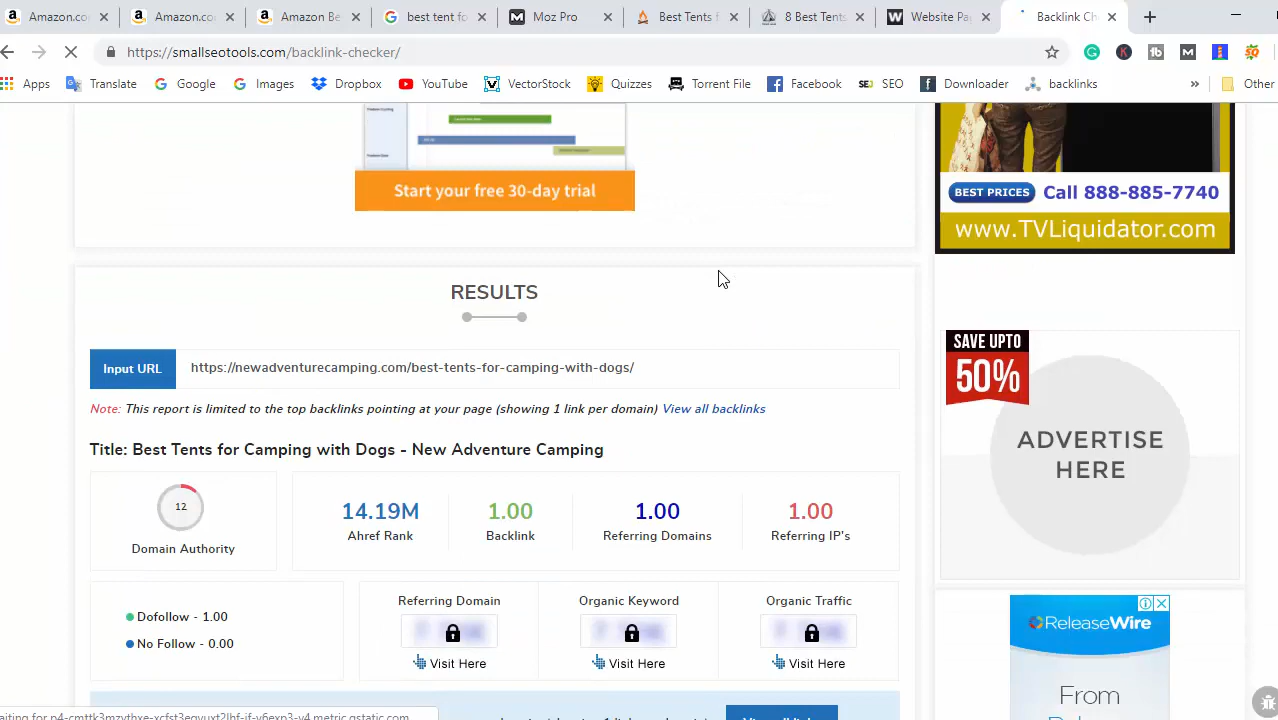 Amazon.co
Amazon.co
Amazon Be
best tent fo
Moz Pro
Best Tents f
8 Best Tents
Website Pa
Backlink Ch
https://smallseotools.com/backlink-checker/
Apps
Translate
Google
Images
Dropbox
YouTube
VectorStock
Quizzes
Torrent File
Facebook
SEO
Downloader
backlinks
»
Other
Start your free 30-day trial
BEST PRICES Call 888-885-7740
www.TVLiquidator.com
RESULTS
Input URL
https://newadventurecamping.com/best-tents-for-camping-with-dogs/
Note: This report is limited to the top backlinks pointing at your page (showing 1 link per domain) View all backlinks
Title: Best Tents for Camping with Dogs - New Adventure Camping
12
Domain Authority
14.19M
Ahref Rank
1.00
Backlink
1.00
Referring Domains
1.00
Referring IP's
Dofollow - 1.00
No Follow - 0.00
Referring Domain
Visit Here
Organic Keyword
Visit Here
Organic Traffic
Visit Here
SAVE UPTO
50%
ADVERTISE
HERE
ReleaseWire
From